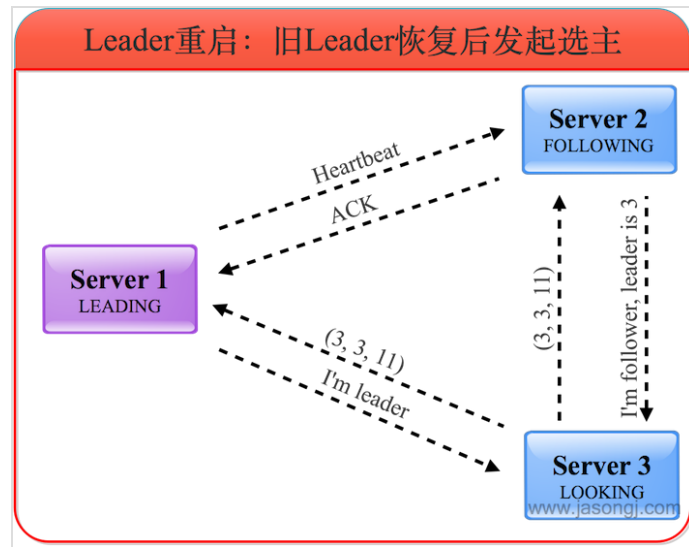 Leader重启：旧Leader恢复后发起选主
Server 2
FOLLOWING
Heartbeat
ACK
Server 1
LEADING
(3, 3, 11)
I'm leader
(3, 3, 11)
I'm follower, leader is 3
Server 3
LOOKING
www.jasongj.com